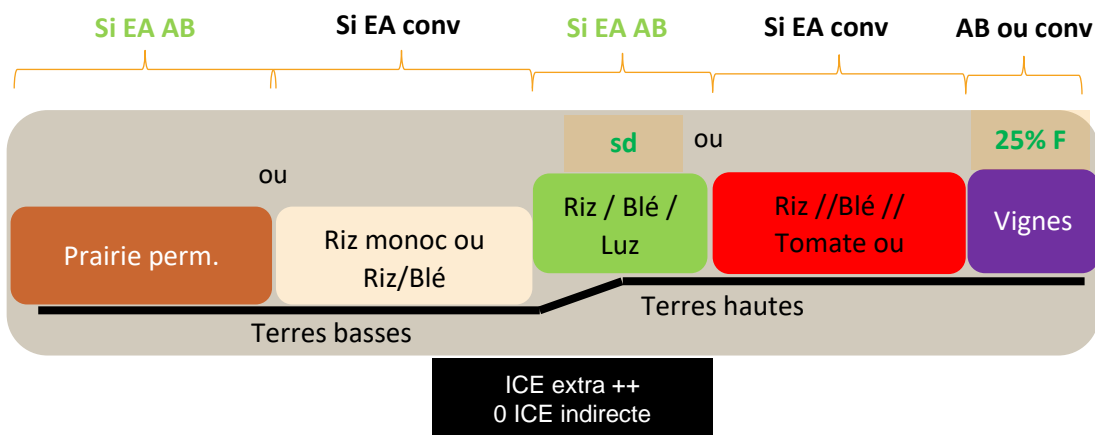 Si EA AB
Si EA conv
Si EA AB
Si EA conv
AB ou conv
sd
ou
25% F
ou
Prairie perm.
Riz monoc ou
Riz/Blé
Riz / Blé /
Luz
Riz //Blé //
Tomate ou
Vignes
Terres basses
Terres hautes
ICE extra ++
0 ICE indirecte